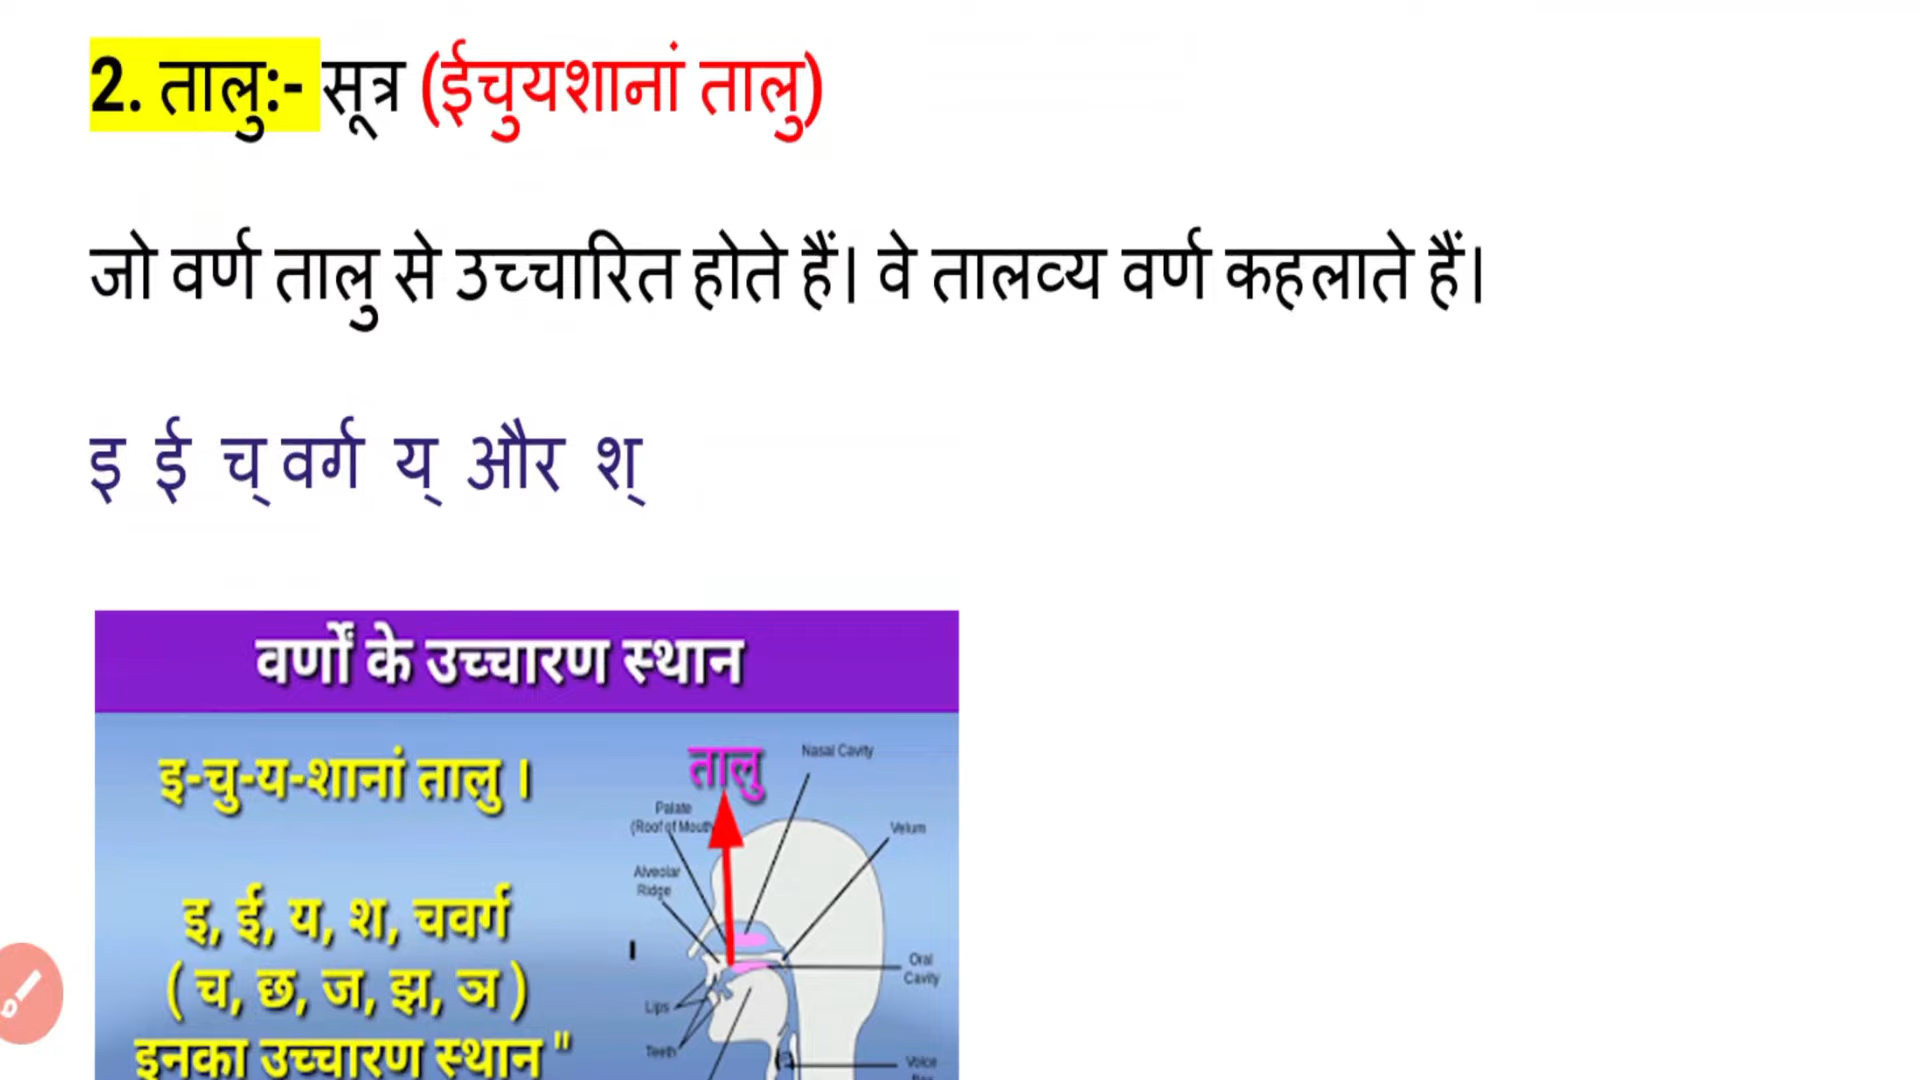 2. तालु:- सूत्र (ईचुयशानां तालु)
जो वर्ण तालु से उच्चारित होते हैं। वे तालव्य वर्ण कहलाते हैं।
इ ई च् वर्ग य् और श्
वर्णों के उच्चारण स्थान
इ-चु-य-शानां तालु ।
इ, ई, य, श, चवर्ग
( च, छ, ज, झ, ञ )
इनका उच्चारण स्थान "
तालु
Nasal Cavity
Palate
(Roof of Mouth
Velum
Alveolar
Ridge
Oral
Cavity
Lips
Teeth
Voice